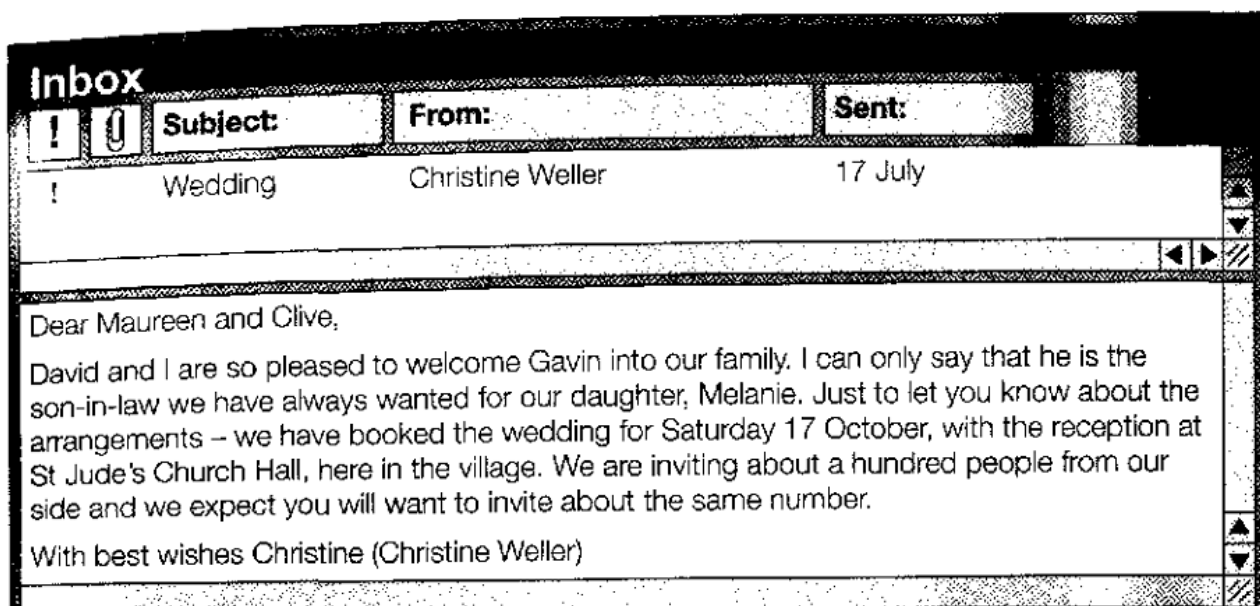 Inbox
! Subject: From: Sent:
! Wedding Christine Weller 17 July
Dear Maureen and Clive,
David and I are so pleased to welcome Gavin into our family. I can only say that he is the
son-in-law we have always wanted for our daughter, Melanie. Just to let you know about the
arrangements – we have booked the wedding for Saturday 17 October, with the reception at
St Jude's Church Hall, here in the village. We are inviting about a hundred people from our
side and we expect you will want to invite about the same number.
With best wishes Christine (Christine Weller)